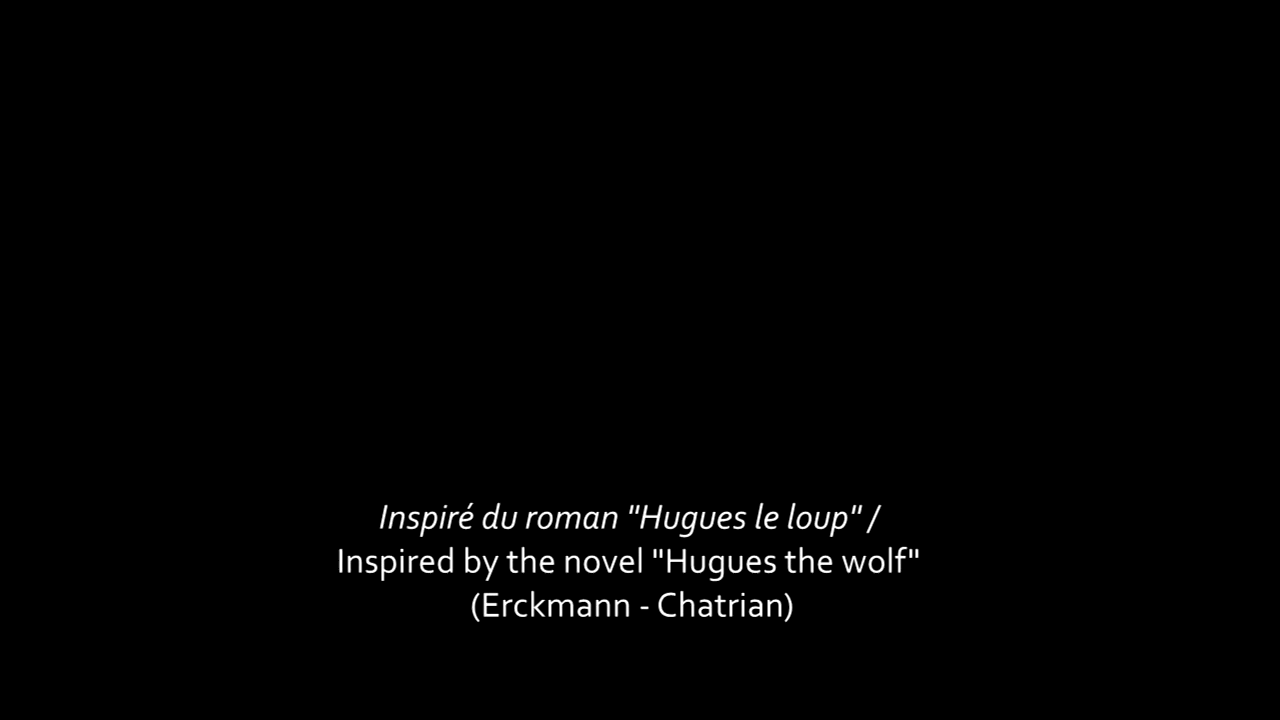 Inspiré du roman "Hugues le loup" /
Inspired by the novel "Hugues the wolf"
(Erckmann - Chatrian)